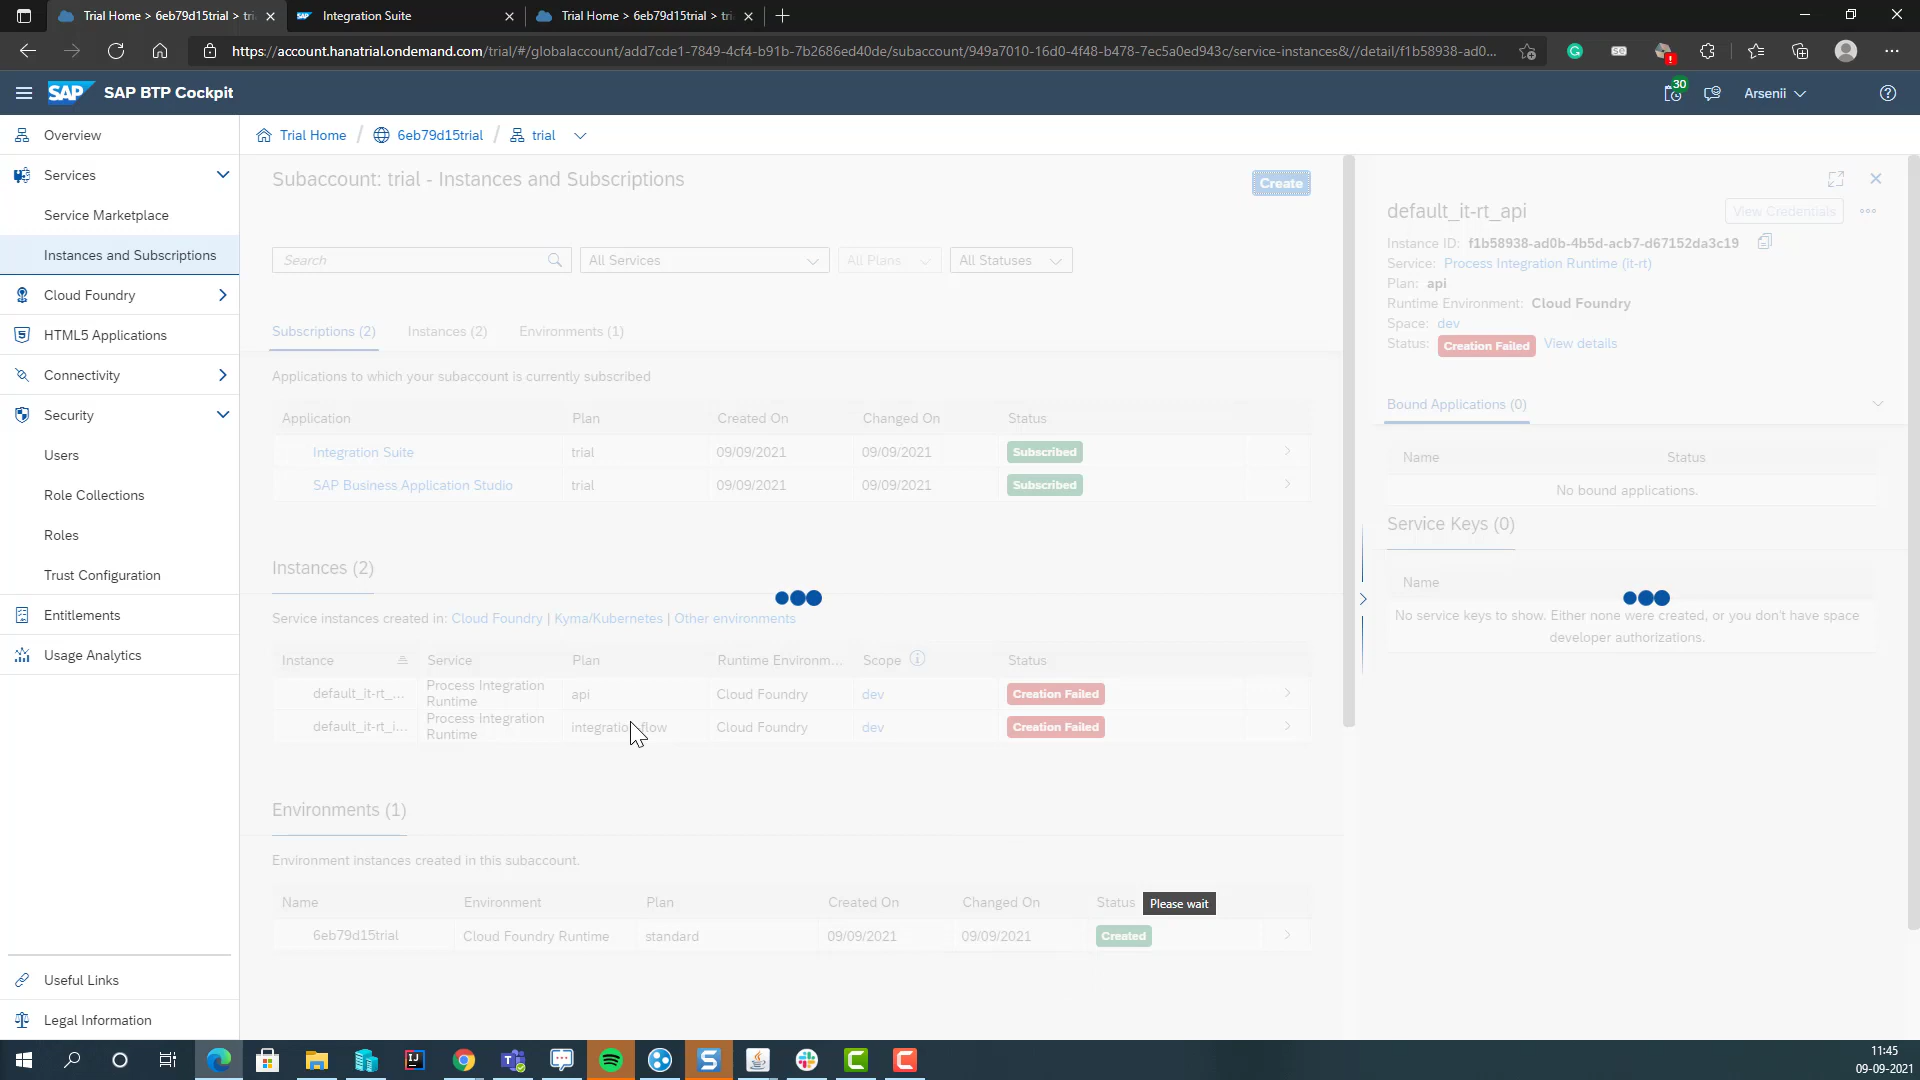 Trial Home > 6eb79d15trial > tri
Integration Suite
Trial Home > 6eb79d15trial > tri
https://account.hanatrial.ondemand.com/trial/#/globalaccount/add7cde1-7849-4cf4-b91b-7b2686ed40de/subaccount/949a7010-16d0-4f48-b478-7ec5a0ed943c/service-instances&//detail/f1b58938-ad0...
SAP
SAP BTP Cockpit
30
Arsenii
Overview
Services
Service Marketplace
Instances and Subscriptions
Cloud Foundry
HTML5 Applications
Connectivity
Security
Users
Role Collections
Roles
Trust Configuration
Entitlements
Usage Analytics
Useful Links
Legal Information
Trial Home / 6eb79d15trial / trial
Subaccount: trial - Instances and Subscriptions
Create
Search
All Services
All Plans
All Statuses
Subscriptions (2)
Instances (2)
Environments (1)
Applications to which your subaccount is currently subscribed
Application Plan Created On Changed On Status
Integration Suite trial 09/09/2021 09/09/2021 Subscribed
SAP Business Application Studio trial 09/09/2021 09/09/2021 Subscribed
Instances (2)
Service instances created in: Cloud Foundry | Kyma/Kubernetes | Other environments
Instance Service Plan Runtime Environm... Scope Status
default_it-rt_... Process Integration Runtime api Cloud Foundry dev Creation Failed
default_it-rt_i... Process Integration Runtime integration-flow Cloud Foundry dev Creation Failed
Environments (1)
Environment instances created in this subaccount.
Name Environment Plan Created On Changed On Status
Please wait
6eb79d15trial Cloud Foundry Runtime standard 09/09/2021 09/09/2021 Created
default_it-rt_api
View Credentials
Instance ID: f1b58938-ad0b-4b5d-acb7-d67152da3c19
Service: Process Integration Runtime (it-rt)
Plan: api
Runtime Environment: Cloud Foundry
Space: dev
Status: Creation Failed View details
Bound Applications (0)
Name Status
No bound applications.
Service Keys (0)
Name
No service keys to show. Either none were created, or you don't have space
developer authorizations.
11:45
09-09-2021